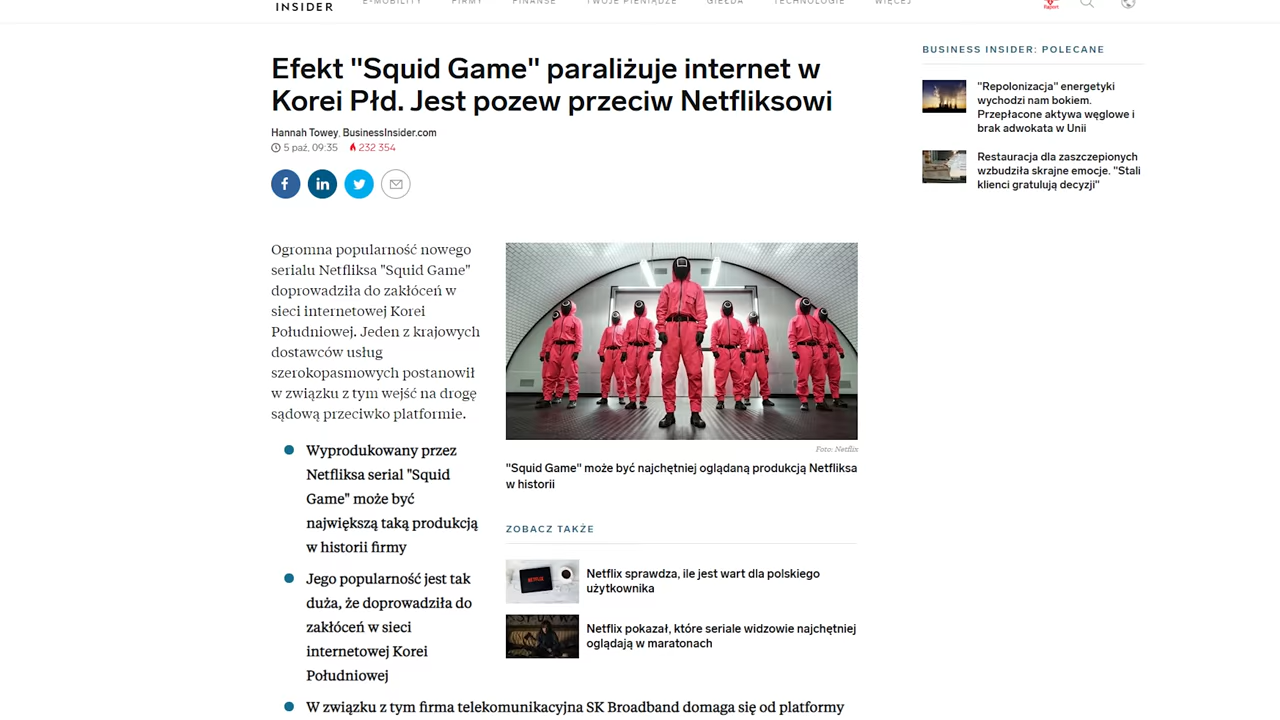 INSIDER
E-MOBILITY FIRMY FINANSE TWOJE PIENIĄDZE GIEŁDA TECHNOLOGIE WIĘCEJ
Efekt "Squid Game" paraliżuje internet w
Korei Płd. Jest pozew przeciw Netfliksowi
Hannah Towey, BusinessInsider.com
5 paź, 09:35 232 354
Ogromna popularność nowego
serialu Netfliksa "Squid Game"
doprowadziła do zakłóceń w
sieci internetowej Korei
Południowej. Jeden z krajowych
dostawców usług
szerokopasmowych postanowił
w związku z tym wejść na drogę
sądową przeciwko platformie.
Wyprodukowany przez
Netfliksa serial "Squid
Game" może być
największą taką produkcją
w historii firmy
Jego popularność jest tak
duża, że doprowadziła do
zakłóceń w sieci
internetowej Korei
Południowej
W związku z tym firma telekomunikacyjna SK Broadband domaga się od platformy
Foto: Netflix
"Squid Game" może być najchętniej oglądaną produkcją Netfliksa
w historii
ZOBACZ TAKŻE
NETFLIX
Netflix sprawdza, ile jest wart dla polskiego
użytkownika
Netflix pokazał, które seriale widzowie najchętniej
oglądają w maratonach
BUSINESS INSIDER: POLECANE
"Repolonizacja" energetyki
wychodzi nam bokiem.
Przepłacone aktywa węglowe i
brak adwokata w Unii
Restauracja dla zaszczepionych
wzbudziła skrajne emocje. "Stali
klienci gratulują decyzji"